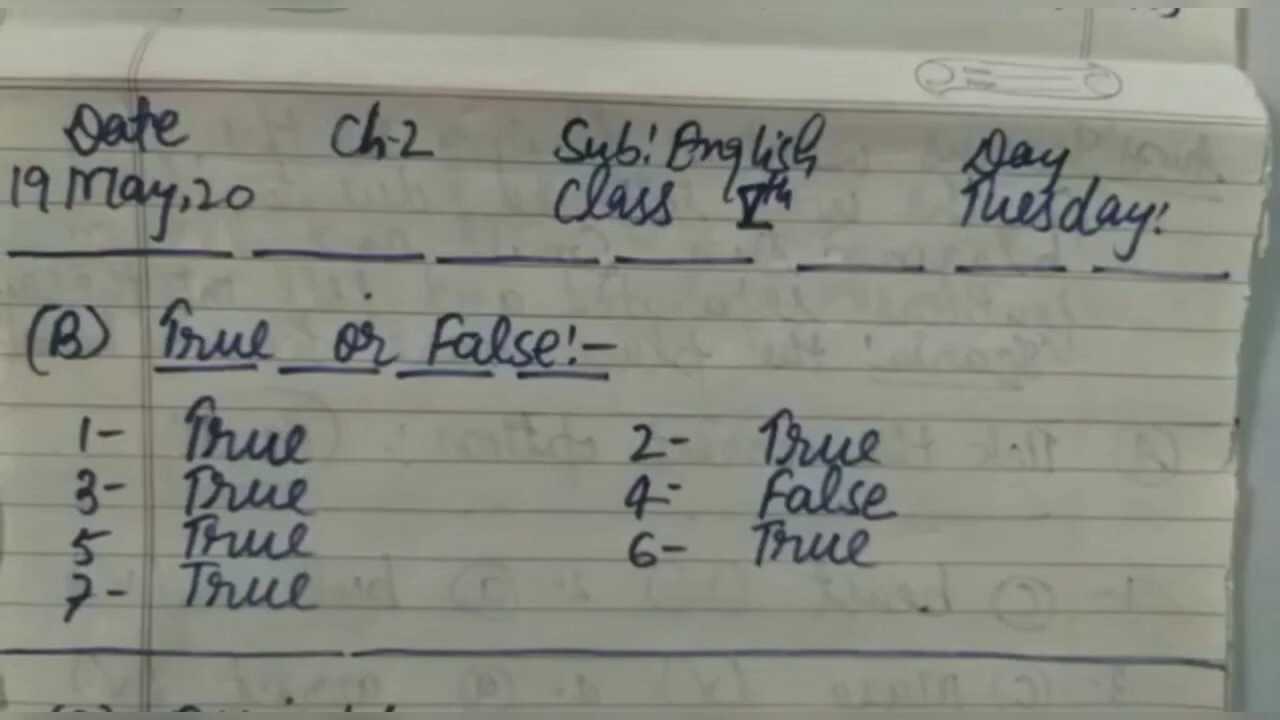 Date Ch-2 Sub: English Day
19 May, 20 Class Vth Tuesday:
(B) True or False:-
1- True 2- True
3- True 4- False
5 True 6- True
7- True